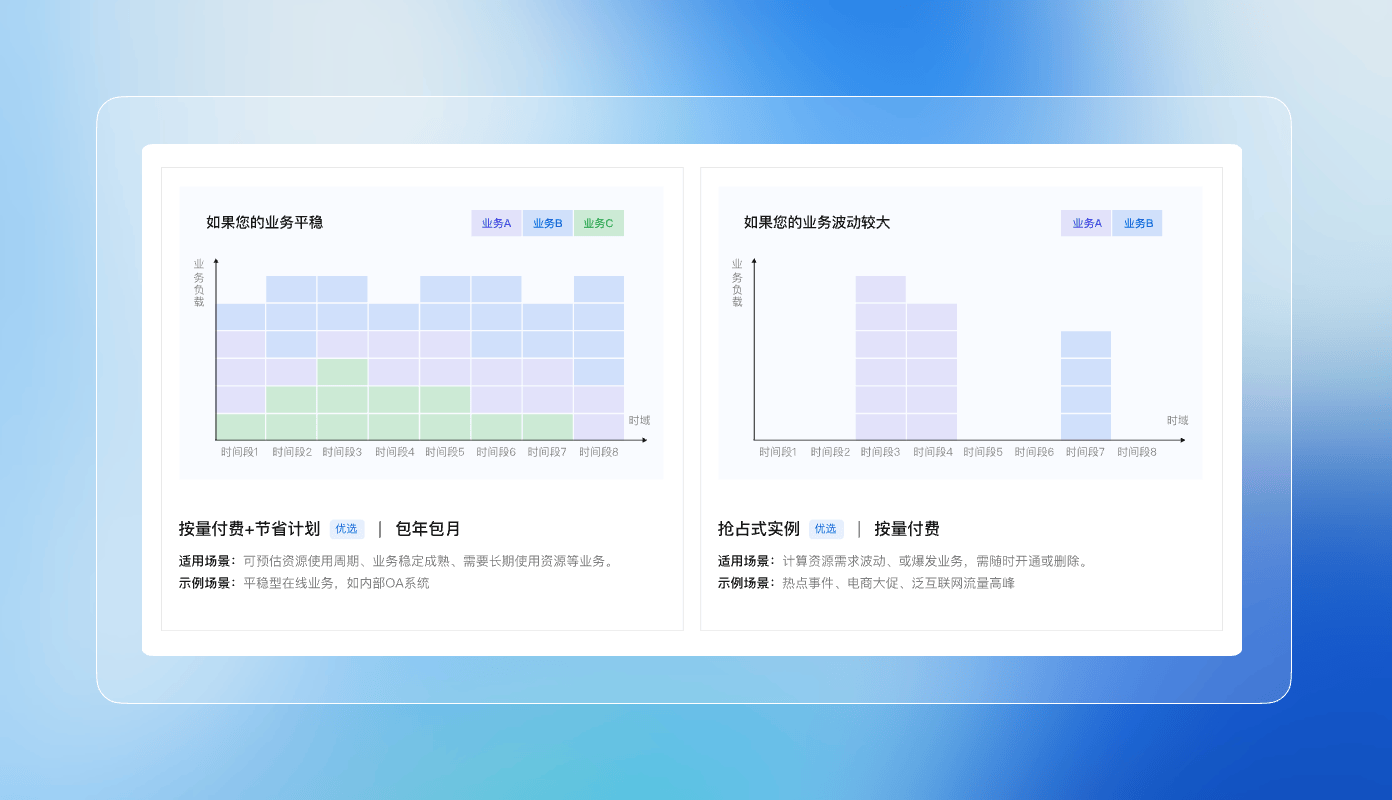 如果您的业务平稳
业务A 业务B 业务C
业务负载
时域
时间段1 时间段2 时间段3 时间段4 时间段5 时间段6 时间段7 时间段8
按量付费+节省计划 优选 | 包年包月
适用场景：可预估资源使用周期、业务稳定成熟、需要长期使用资源等业务。
示例场景：平稳型在线业务，如内部OA系统
如果您的业务波动较大
业务A 业务B
业务负载
时域
时间段1 时间段2 时间段3 时间段4 时间段5 时间段6 时间段7 时间段8
抢占式实例 优选 | 按量付费
适用场景：计算资源需求波动、或爆发业务，需随时开通或删除。
示例场景：热点事件、电商大促、泛互联网流量高峰